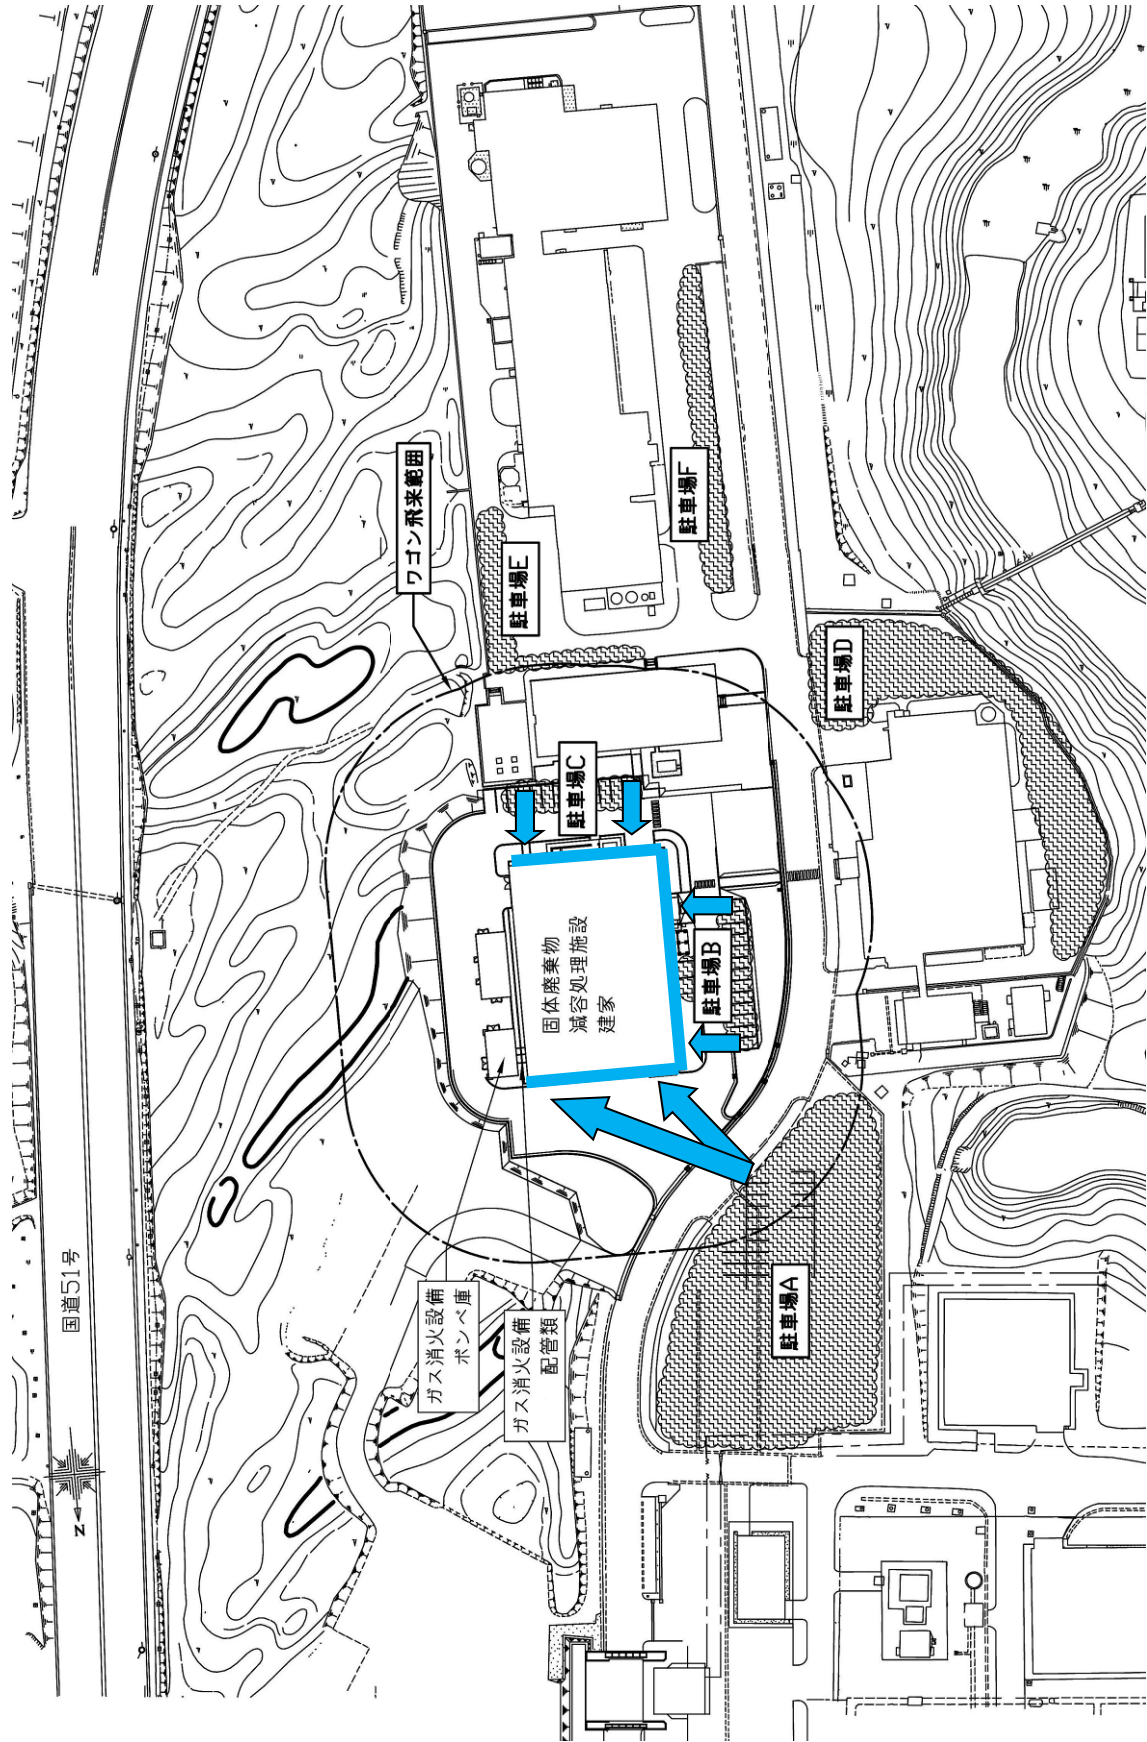 ワゴン飛来範囲
駐車場E
駐車場F
駐車場D
駐車場C
固体廃棄物
減容処理施設
建家
駐車場B
国道51号
ガス消火設備
ボンベ庫
ガス消火設備
配管類
駐車場A
N